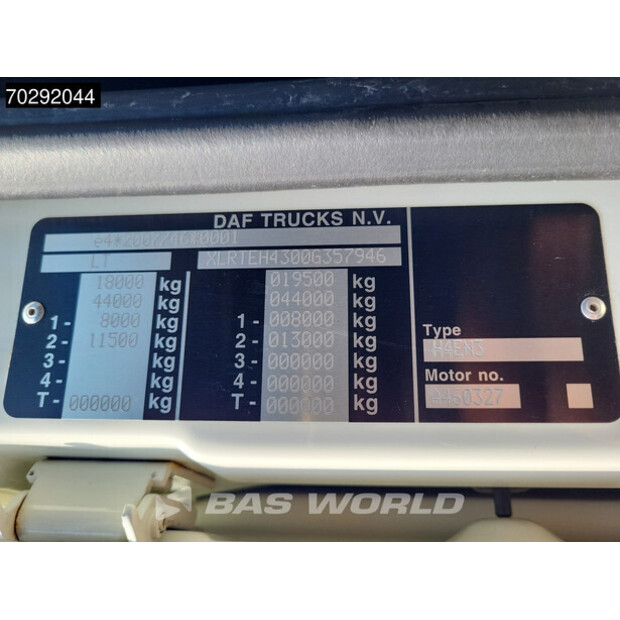 70292044
DAF TRUCKS N.V.
e4*2007/46*0001
LT XLRTEH4300G357946
18000 kg 019500 kg
44000 kg 044000 kg
1- 8000 kg 1- 008000 kg
2- 11500 kg 2- 013000 kg
3- kg 3- 000000 kg
4- kg 4- 000000 kg
T- 000000 kg T- 000000 kg
Type
H4EN3
Motor no.
BAS WORLD